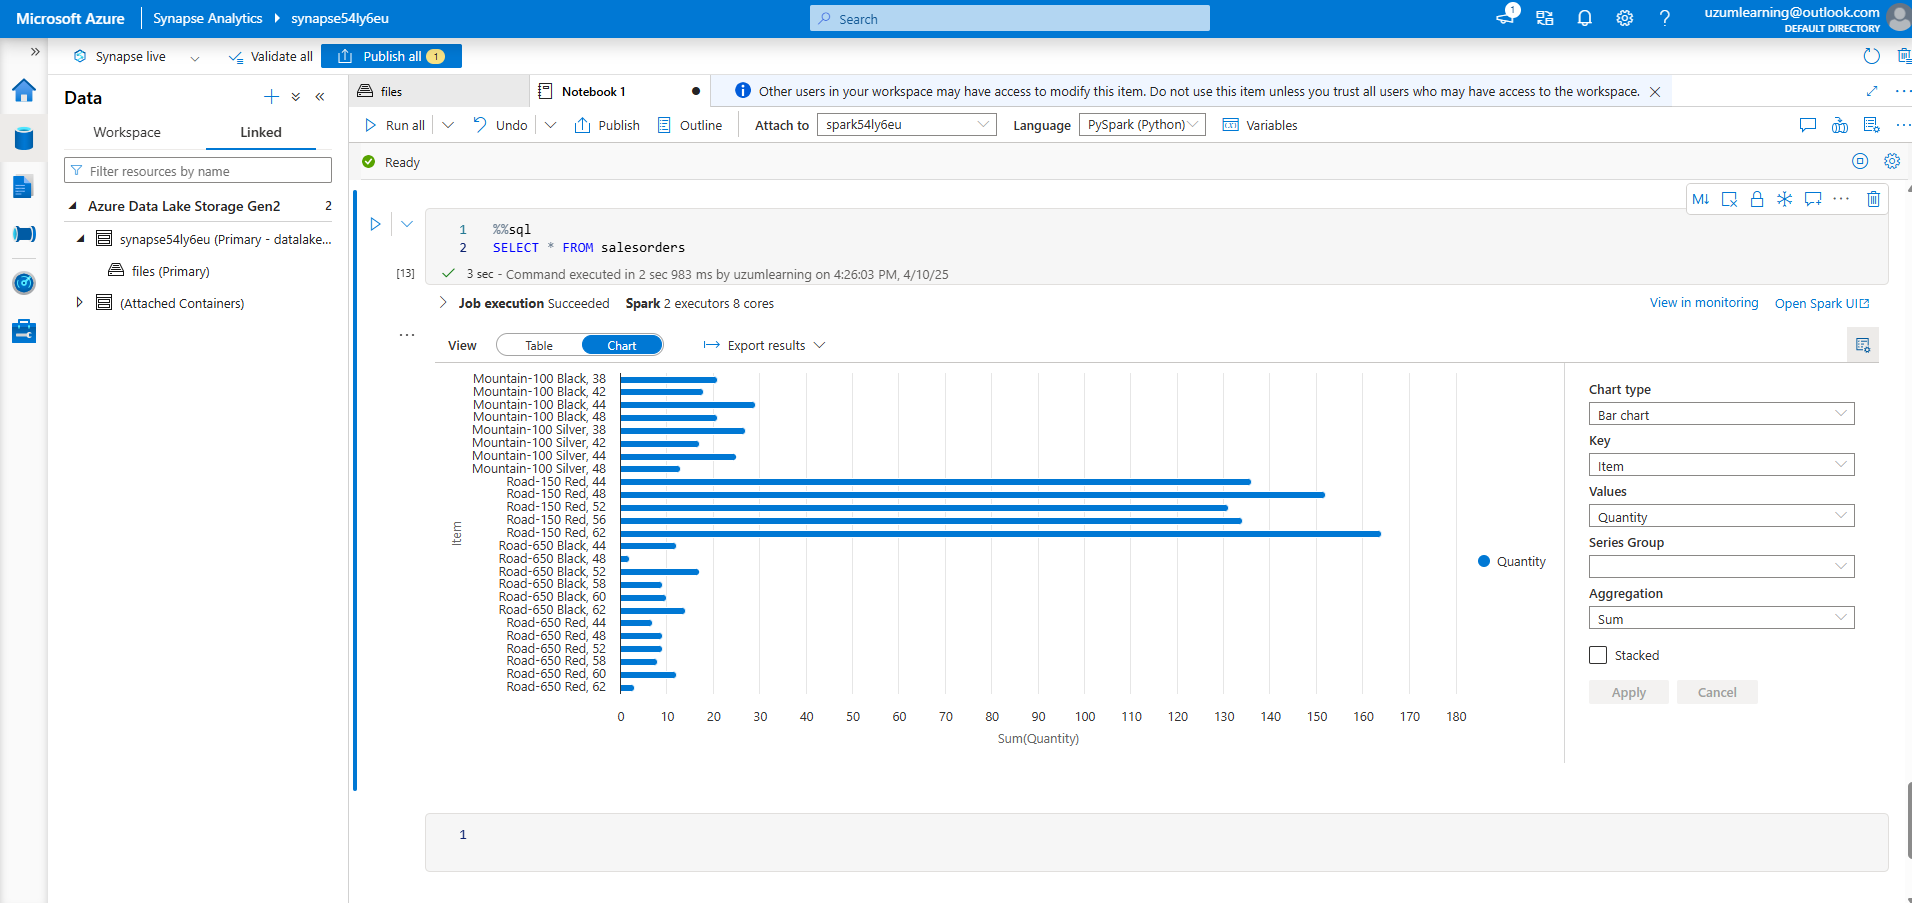 Microsoft Azure
Synapse Analytics
synapse54ly6eu
Search
1
uzumlearning@outlook.com
DEFAULT DIRECTORY
Synapse live
Validate all
Publish all 1
Data
Workspace
Linked
Filter resources by name
Azure Data Lake Storage Gen2 2
synapse54ly6eu (Primary - datalake...
files (Primary)
(Attached Containers)
files
Notebook 1
Other users in your workspace may have access to modify this item. Do not use this item unless you trust all users who may have access to the workspace.
Run all
Undo
Publish
Outline
Attach to
spark54ly6eu
Language
PySpark (Python)
Variables
Ready
M↓
1 %%sql
2 SELECT * FROM salesorders
[13]
3 sec - Command executed in 2 sec 983 ms by uzumlearning on 4:26:03 PM, 4/10/25
Job execution Succeeded Spark 2 executors 8 cores
View in monitoring
Open Spark UI
View
Table
Chart
Export results
Mountain-100 Black, 38
Mountain-100 Black, 42
Mountain-100 Black, 44
Mountain-100 Black, 48
Mountain-100 Silver, 38
Mountain-100 Silver, 42
Mountain-100 Silver, 44
Mountain-100 Silver, 48
Road-150 Red, 44
Road-150 Red, 48
Road-150 Red, 52
Road-150 Red, 56
Road-150 Red, 62
Road-650 Black, 44
Road-650 Black, 48
Road-650 Black, 52
Road-650 Black, 58
Road-650 Black, 60
Road-650 Black, 62
Road-650 Red, 44
Road-650 Red, 48
Road-650 Red, 52
Road-650 Red, 58
Road-650 Red, 60
Road-650 Red, 62
Item
0 10 20 30 40 50 60 70 80 90 100 110 120 130 140 150 160 170 180
Sum(Quantity)
Quantity
Chart type
Bar chart
Key
Item
Values
Quantity
Series Group
Aggregation
Sum
Stacked
Apply
Cancel
1